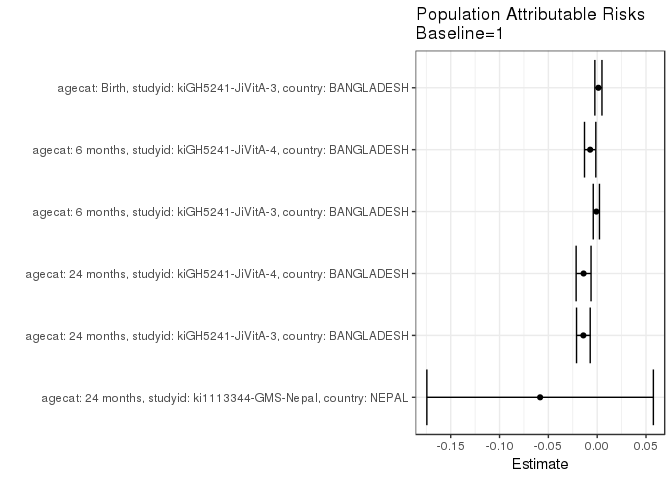 Population Attributable Risks
Baseline=1
agecat: Birth, studyid: kiGH5241-JiVitA-3, country: BANGLADESH
agecat: 6 months, studyid: kiGH5241-JiVitA-4, country: BANGLADESH
agecat: 6 months, studyid: kiGH5241-JiVitA-3, country: BANGLADESH
agecat: 24 months, studyid: kiGH5241-JiVitA-4, country: BANGLADESH
agecat: 24 months, studyid: kiGH5241-JiVitA-3, country: BANGLADESH
agecat: 24 months, studyid: ki1113344-GMS-Nepal, country: NEPAL
-0.15 -0.10 -0.05 0.00 0.05
Estimate